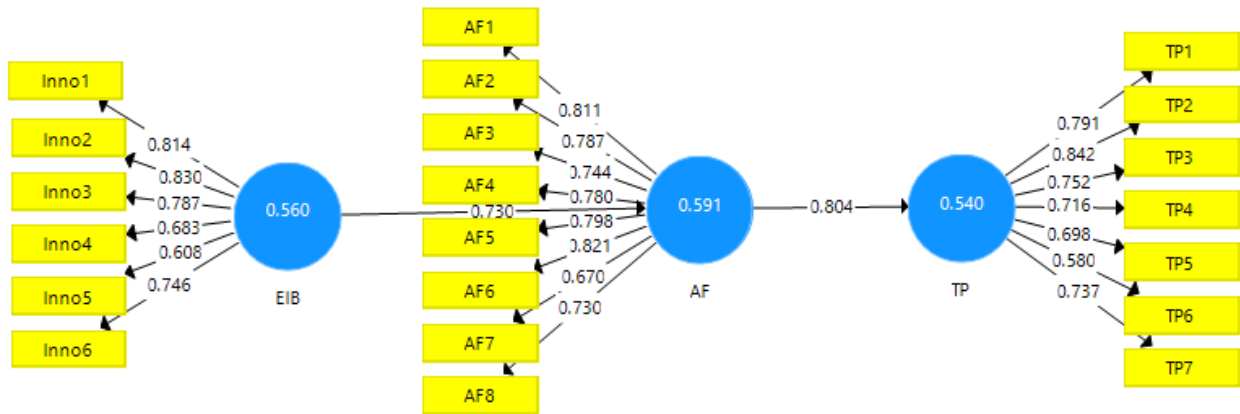 Inno1
Inno2
Inno3
Inno4
Inno5
Inno6
0.814
0.830
0.787
0.683
0.608
0.746
0.560
EIB
0.730
AF1
AF2
AF3
AF4
AF5
AF6
AF7
AF8
0.811
0.787
0.744
0.780
0.798
0.821
0.670
0.730
0.591
AF
0.804
0.540
TP
0.791
0.842
0.752
0.716
0.698
0.580
0.737
TP1
TP2
TP3
TP4
TP5
TP6
TP7